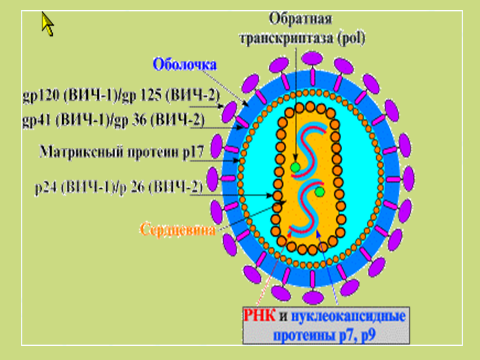 Обратная
транскриптаза (pol)
Оболочка
gp120 (ВИЧ-1)/gp 125 (ВИЧ-2)
gp41 (ВИЧ-1)/gp 36 (ВИЧ-2)
Матриксный протеин p17
p24 (ВИЧ-1)/p 26 (ВИЧ-2)
Сердцевина
РНК и нуклеокапсидные
протеины p7, p9